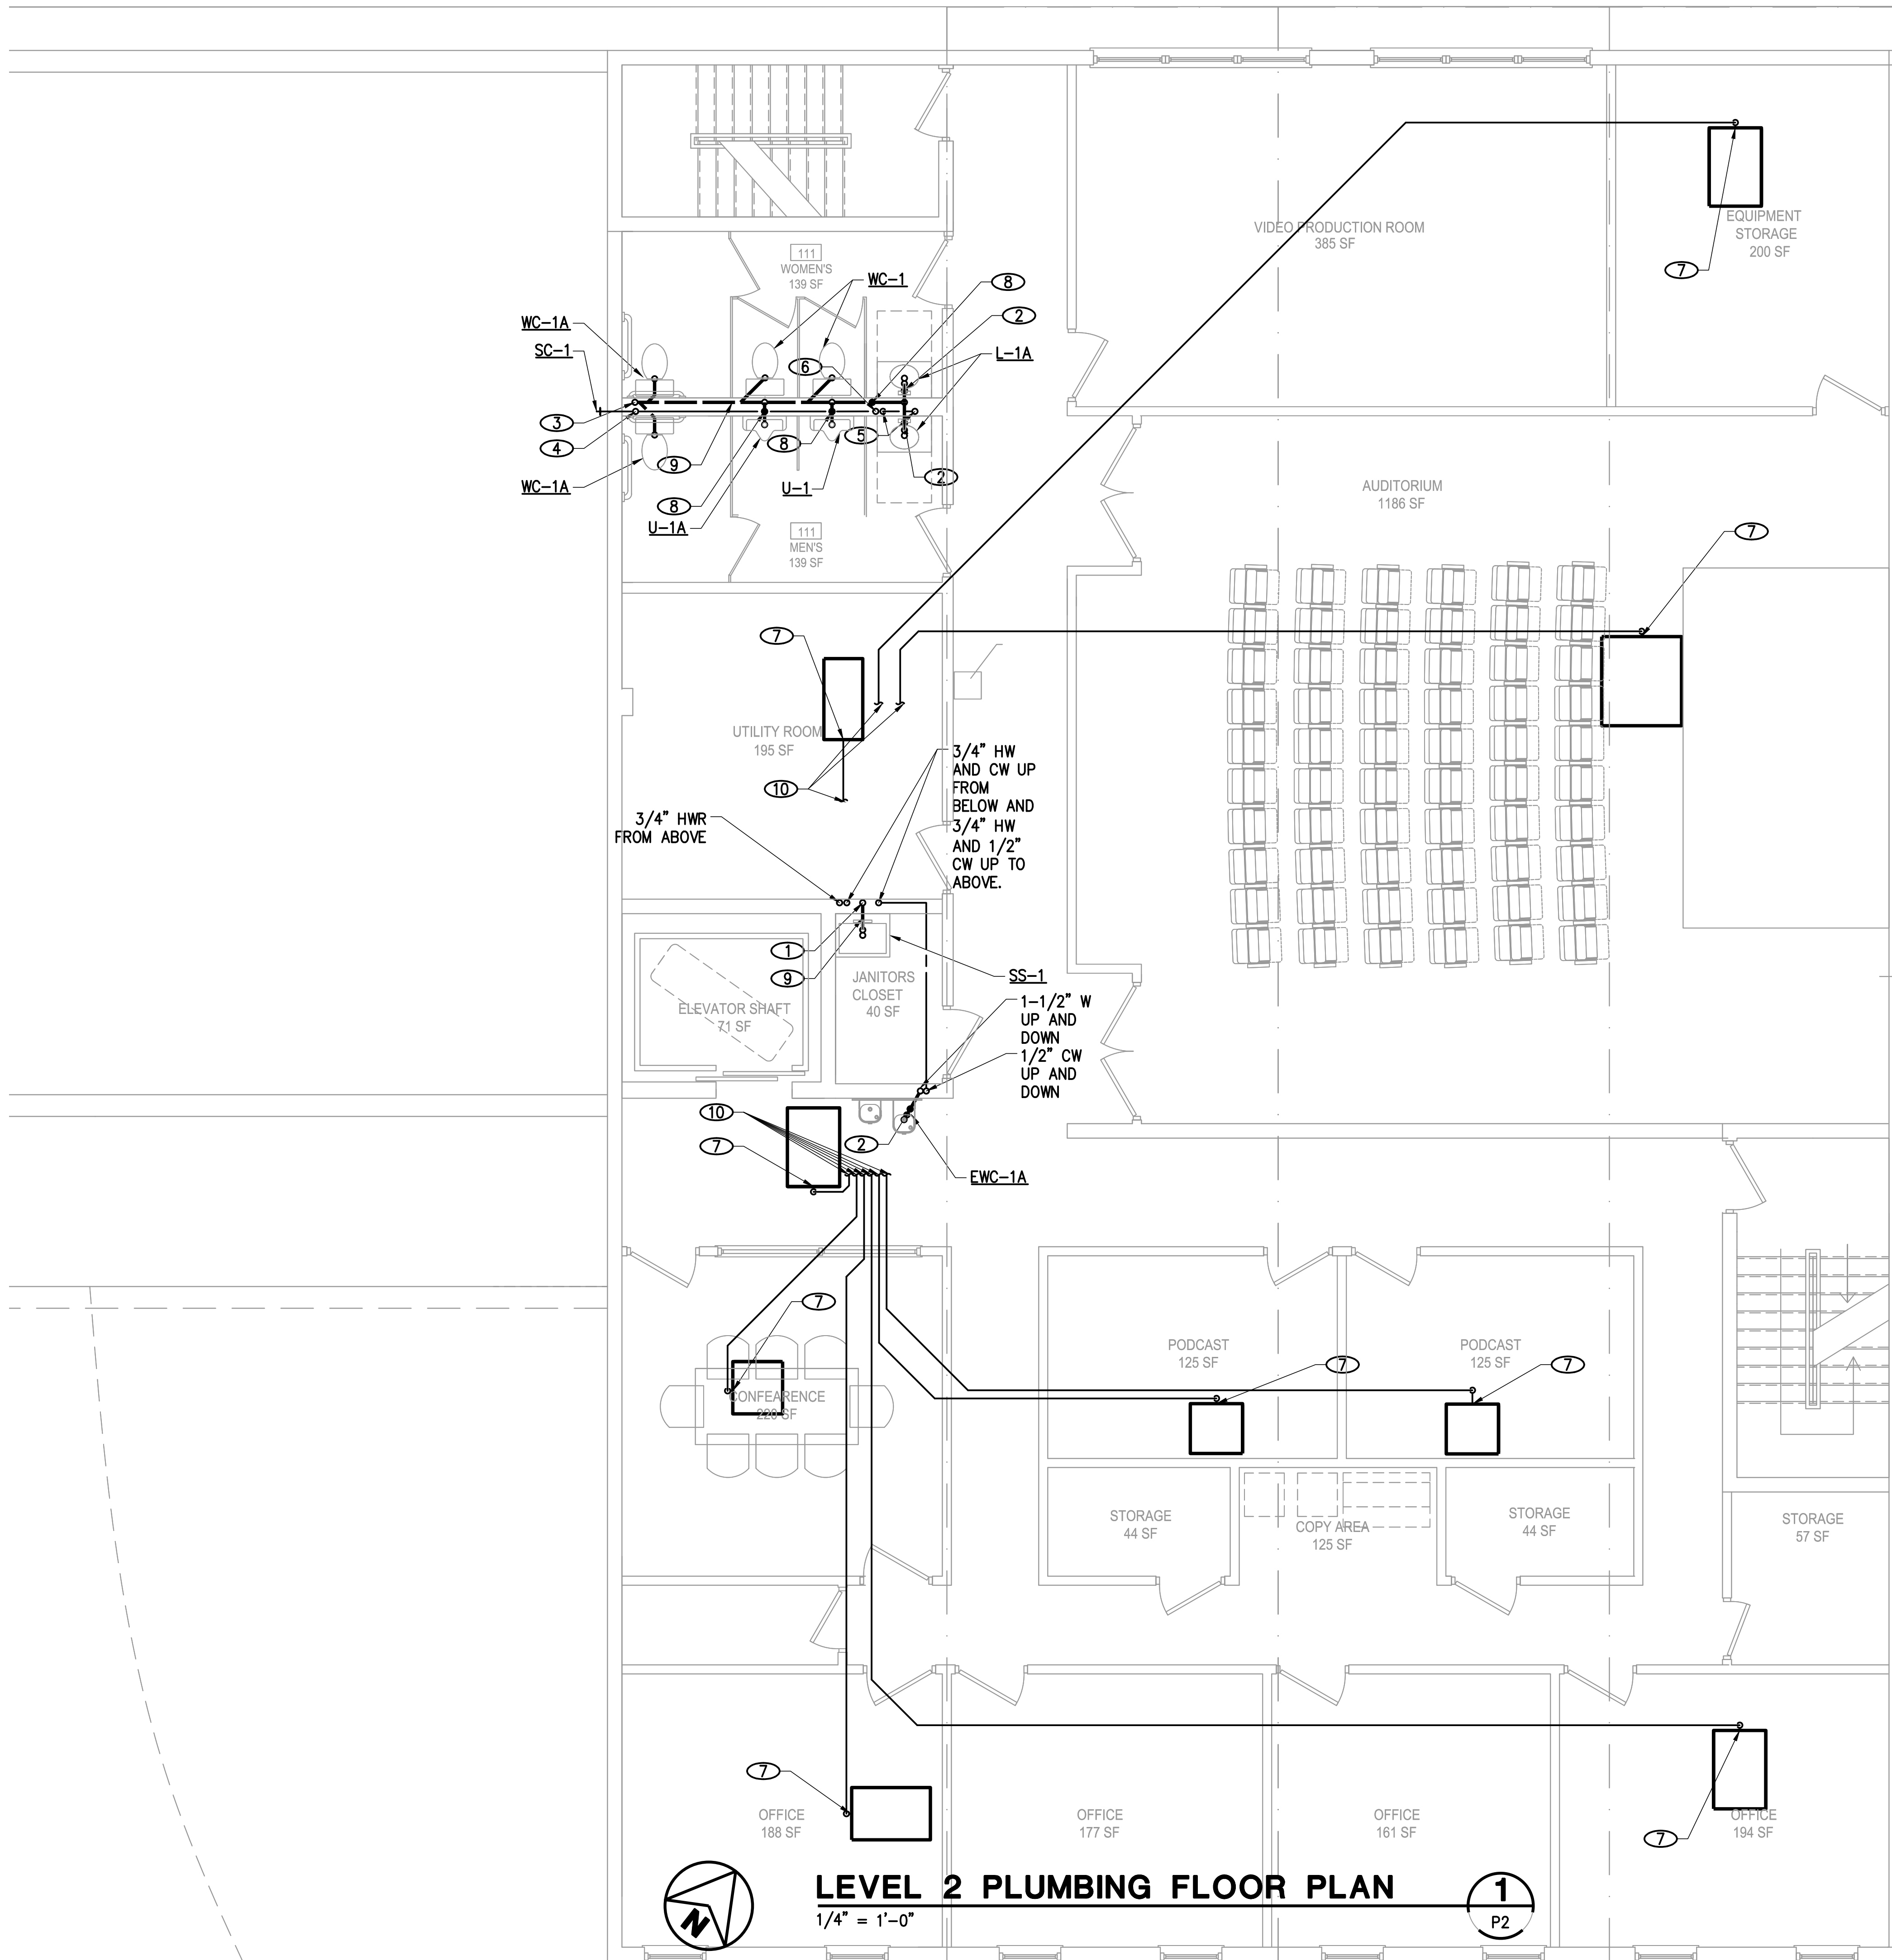 VIDEO PRODUCTION ROOM
385 SF
EQUIPMENT
STORAGE
200 SF
7
111
WOMEN'S
139 SF
WC-1
8
2
WC-1A
SC-1
6
L-1A
3
4
5
8
9
2
WC-1A
8
U-1
U-1A
111
MEN'S
139 SF
AUDITORIUM
1186 SF
7
7
UTILITY ROOM
195 SF
10
3/4" HWR
FROM ABOVE
3/4" HW
AND CW UP
FROM
BELOW AND
3/4" HW
AND 1/2"
CW UP TO
ABOVE.
1
9
SS-1
JANITORS
CLOSET
40 SF
ELEVATOR SHAFT
71 SF
1-1/2" W
UP AND
DOWN
1/2" CW
UP AND
DOWN
10
7
2
EWC-1A
7
CONFEARENCE
220 SF
PODCAST
125 SF
7
PODCAST
125 SF
7
STORAGE
44 SF
COPY AREA
125 SF
STORAGE
44 SF
STORAGE
57 SF
7
OFFICE
188 SF
OFFICE
177 SF
OFFICE
161 SF
OFFICE
194 SF
7
N
LEVEL 2 PLUMBING FLOOR PLAN
1/4" = 1'-0"
1
P2